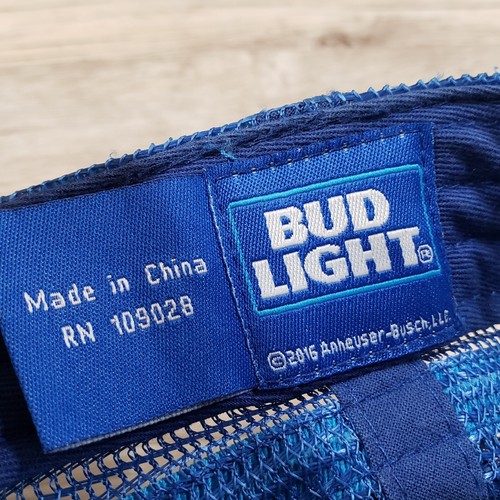 Made in China
RN 109028
BUD
LIGHT®
©2016 Anheuser-Busch, LLC.